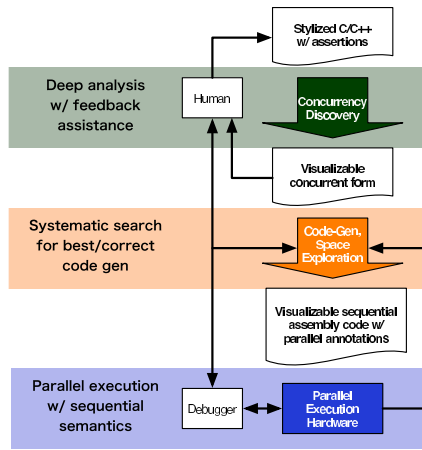 Stylized C/C++
w/ assertions
Deep analysis
w/ feedback
assistance
Human
Concurrency
Discovery
Visualizable
concurrent form
Systematic search
for best/correct
code gen
Code-Gen,
Space
Exploration
Visualizable sequential
assembly code w/
parallel annotations
Parallel execution
w/ sequential
semantics
Debugger
Parallel
Execution
Hardware